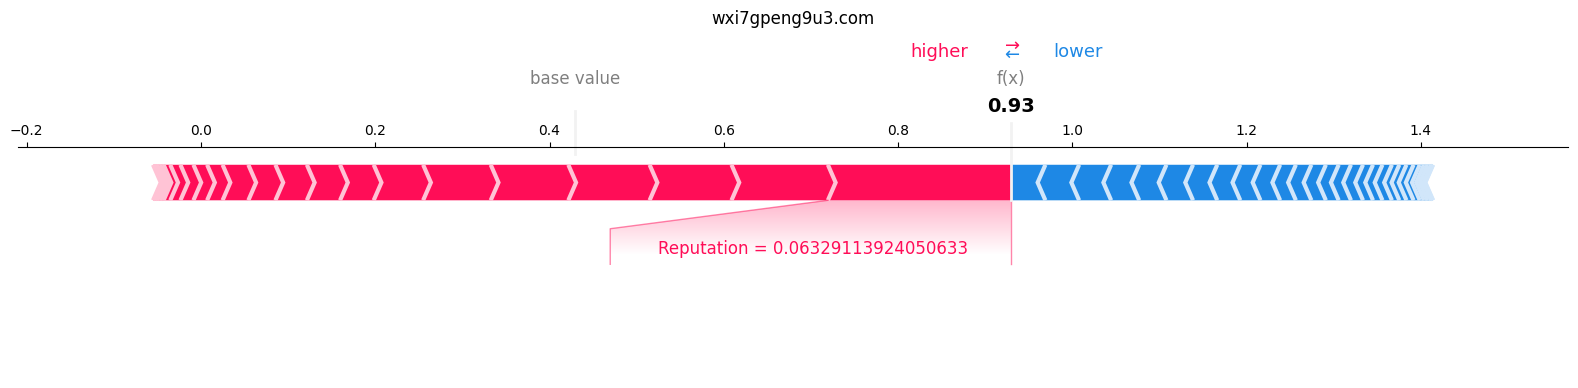 wxi7gpeng9u3.com
higher → ← lower
base value f(x)
0.93
−0.2 0.0 0.2 0.4 0.6 0.8 1.0 1.2 1.4
Reputation = 0.06329113924050633